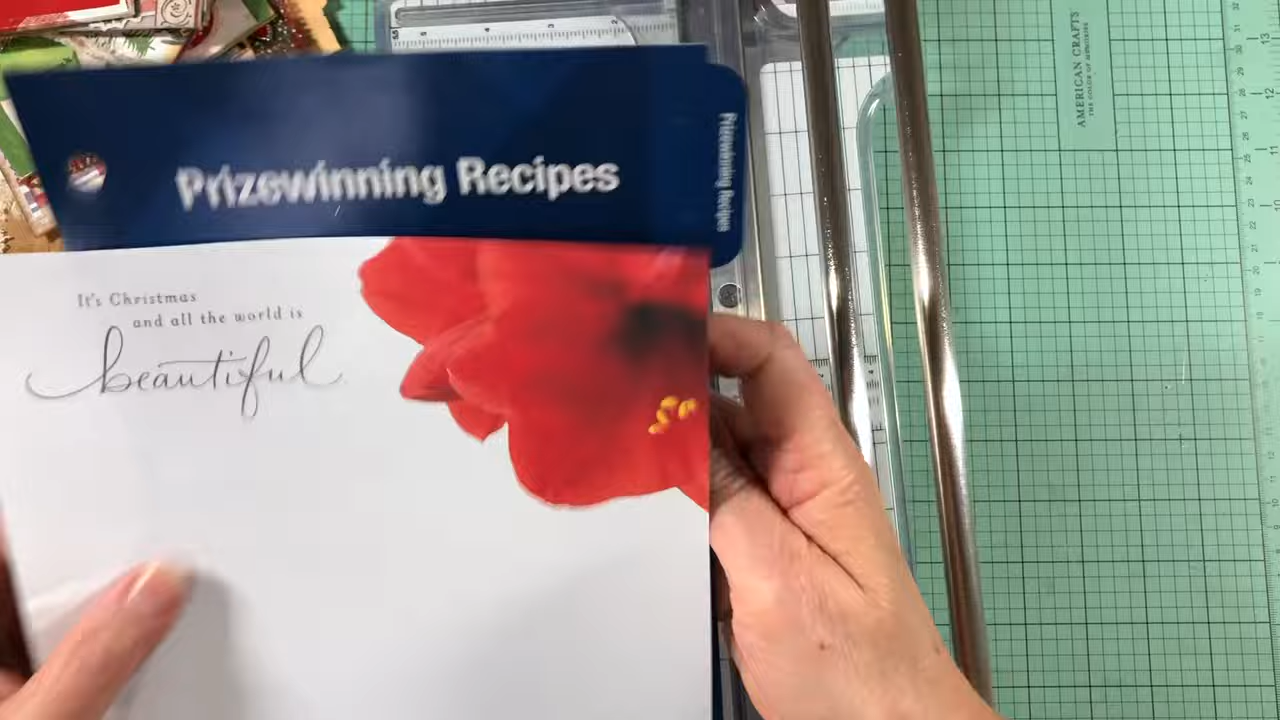 Prizewinning Recipes
Prizewinning Recipes
It's Christmas
and all the world is
beautiful
AMERICAN CRAFTS